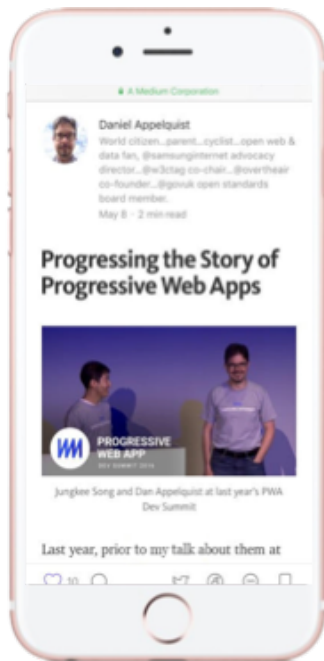 A Medium Corporation
Daniel Appelquist
World citizen...parent...cyclist...open web &
data fan, @samsunginternet advocacy
director...@w3ctag co-chair...@overtheair
co-founder...@govuk open standards
board member.
May 8 · 2 min read
Progressing the Story of
Progressive Web Apps
PROGRESSIVE
WEB APP
DEV SUMMIT 2016
Jungkee Song and Dan Appelquist at last year's PWA
Dev Summit
Last year, prior to my talk about them at
10